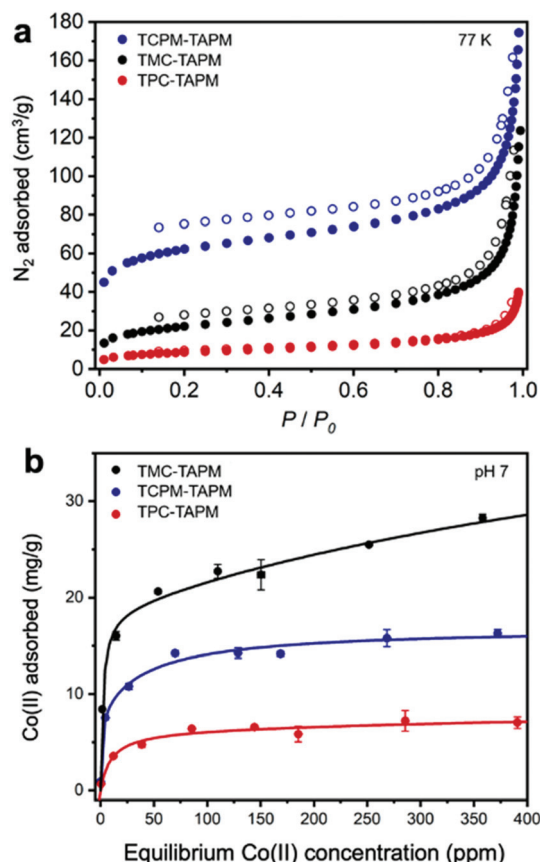 a
180
160
140
120
100
80
60
40
20
0
N₂ adsorbed (cm³/g)
TCPM-TAPM
TMC-TAPM
TPC-TAPM
77 K
0.0 0.2 0.4 0.6 0.8 1.0
P / P₀
b
30
20
10
0
Co(II) adsorbed (mg/g)
TMC-TAPM
TCPM-TAPM
TPC-TAPM
pH 7
0 50 100 150 200 250 300 350 400
Equilibrium Co(II) concentration (ppm)